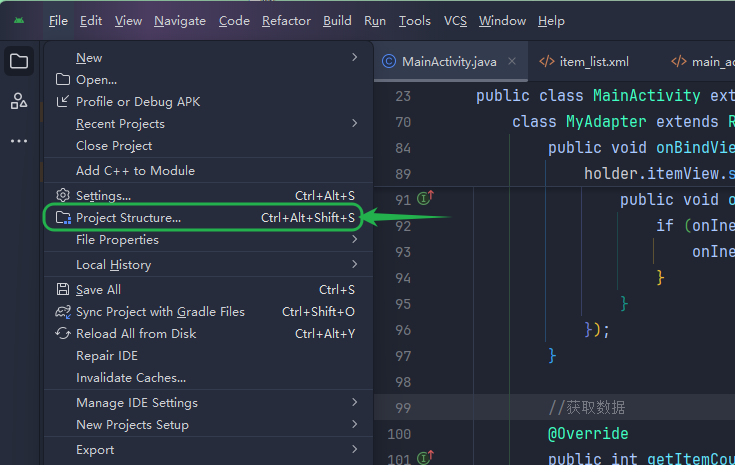 File Edit View Navigate Code Refactor Build Run Tools VCS Window Help
New
Open...
Profile or Debug APK
Recent Projects
Close Project
Add C++ to Module
Settings... Ctrl+Alt+S
Project Structure... Ctrl+Alt+Shift+S
File Properties
Local History
Save All Ctrl+S
Sync Project with Gradle Files Ctrl+Shift+O
Reload All from Disk Ctrl+Alt+Y
Repair IDE
Invalidate Caches...
Manage IDE Settings
New Projects Setup
Export
MainActivity.java item_list.xml main_ac
23 public class MainActivity ext
70 class MyAdapter extends R
84 public void onBindVie
89 holder.itemView.s
91 public void o
92 if (onIne
93 onIne
94 }
95 }
96 });
97 }
98
99 //获取数据
100 @Override
101 public int getItemCou